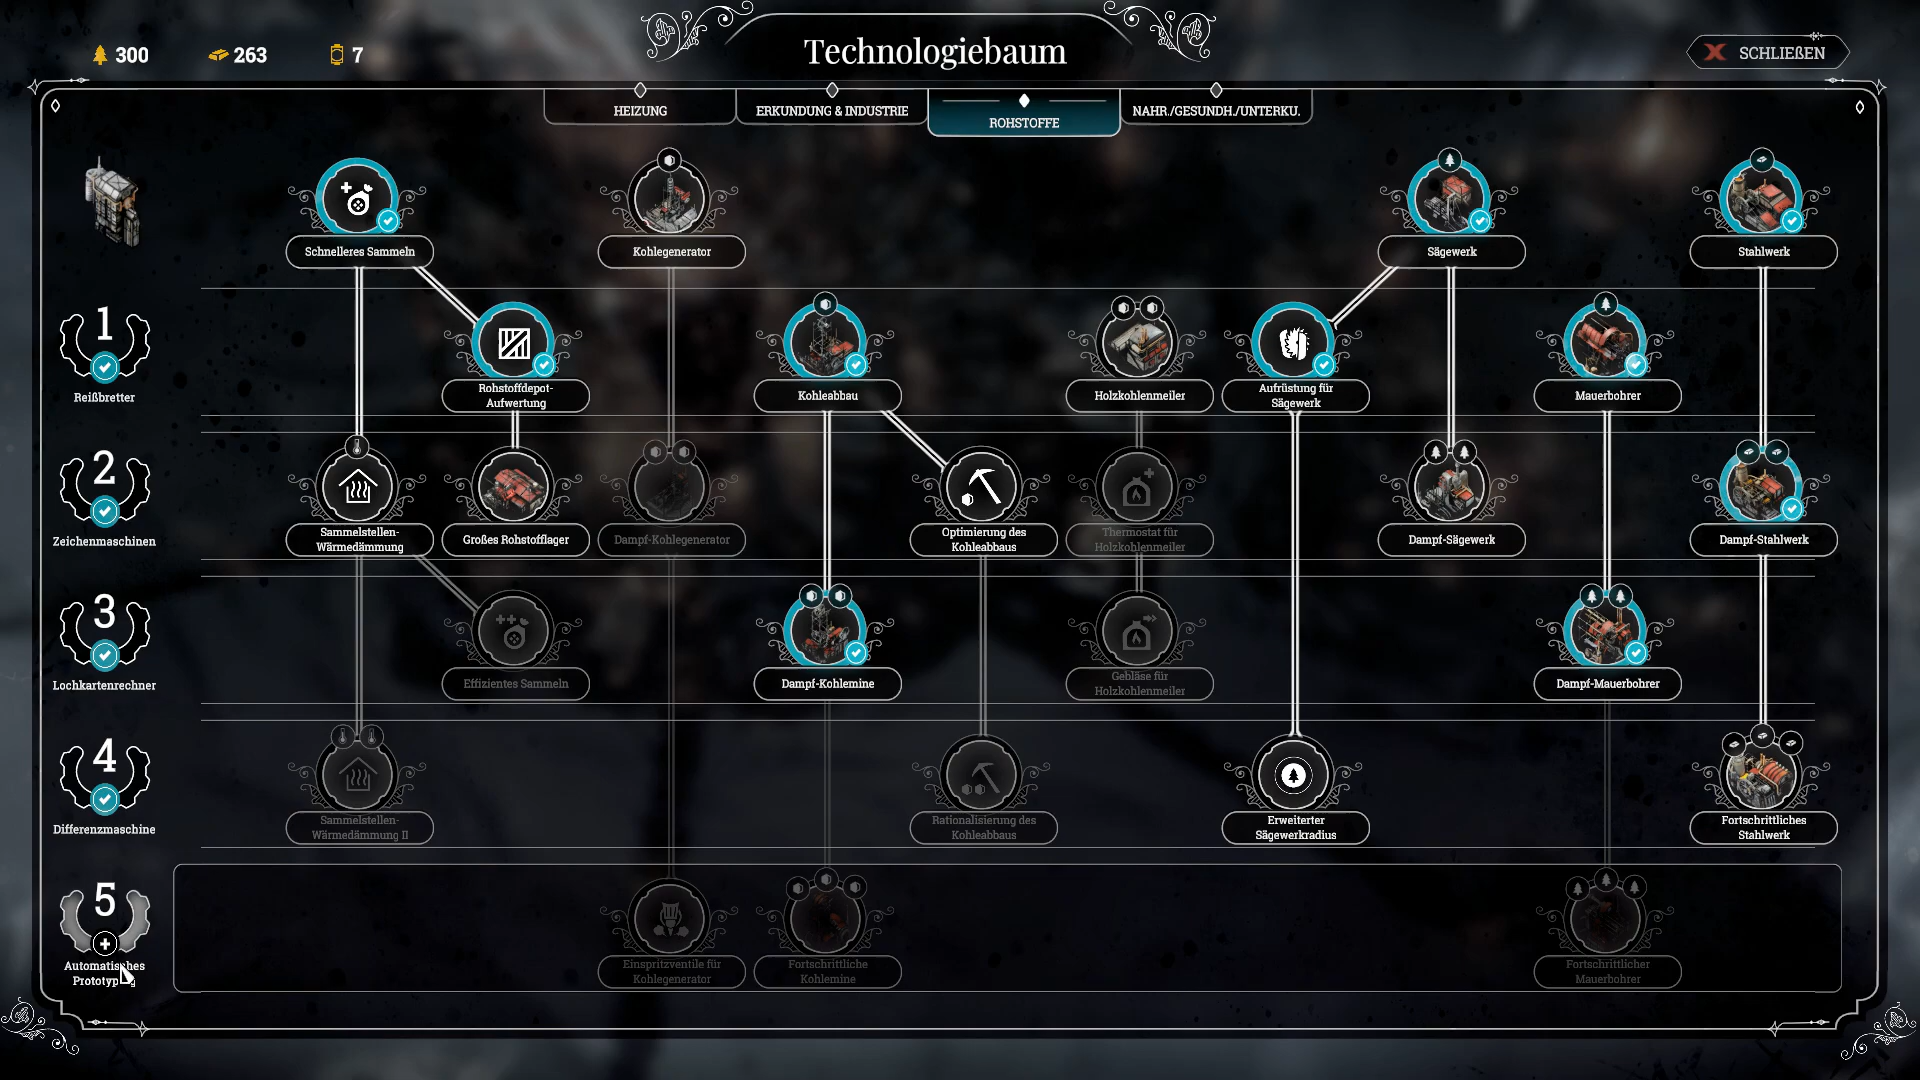 300
263
7
Technologiebaum
SCHLIEßEN
HEIZUNG
ERKUNDUNG & INDUSTRIE
ROHSTOFFE
NAHR./GESUNDH./UNTERKU.
Schnelleres Sammeln
Kohlegenerator
Sägewerk
Stahlwerk
1
Reißbretter
Rohstoffdepot-
Aufwertung
Kohleabbau
Holzkohlenmeiler
Aufrüstung für
Sägewerk
Mauerbohrer
2
Zeichenmaschinen
Sammelstellen-
Wärmedämmung
Großes Rohstofflager
Dampf-Kohlegenerator
Optimierung des
Kohleabbaus
Thermostat für
Holzkohlenmeiler
Dampf-Sägewerk
Dampf-Stahlwerk
3
Lochkartenrechner
Effizientes Sammeln
Dampf-Kohlemine
Gebläse für
Holzkohlenmeiler
Dampf-Mauerbohrer
4
Differenzmaschine
Sammelstellen-
Wärmedämmung II
Rationalisierung des
Kohleabbaus
Erweiterter
Sägewerkradius
Fortschrittliches
Stahlwerk
5
Automatisches
Einspritzventile für
Kohlegenerator
Fortschrittliche
Kohlemine
Fortschrittlicher
Mauerbohrer